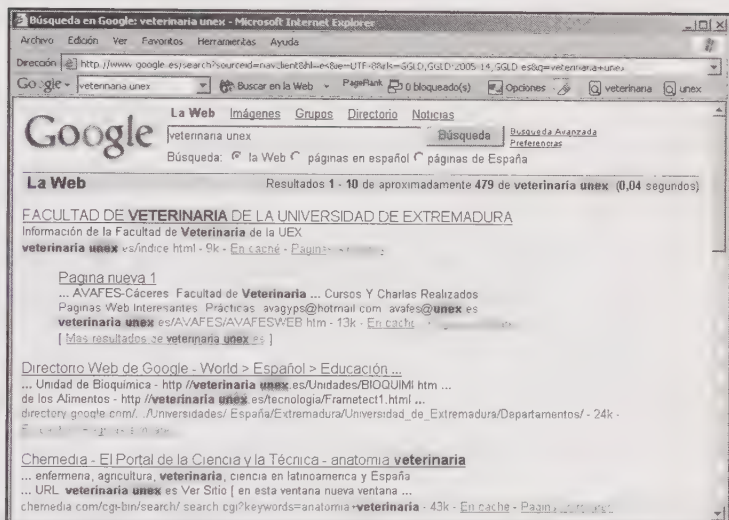 Búsqueda en Google: veterinaria unex - Microsoft Internet Explorer
Archivo Edición Ver Favoritos Herramientas Ayuda
Dirección http://www google es/search?sourceid=navclient&hl=es&ie=UTF-8&rls=GGLD,GGLD-2005-14,GGLD es&q=veterinaria+unex
Google veterinaria unex Buscar en la Web PageRank 0 bloqueado(s) Opciones veterinaria unex
La Web Imágenes Grupos Directorio Noticias
Google veterinaria unex Búsqueda Búsqueda Avanzada
Preferencias
Búsqueda: la Web páginas en español páginas de España
La Web Resultados 1 - 10 de aproximadamente 479 de veterinaria unex (0,04 segundos)
FACULTAD DE VETERINARIA DE LA UNIVERSIDAD DE EXTREMADURA
Información de la Facultad de Veterinaria de la UEX
veterinaria unex es/indice html - 9k - En caché -
Pagina nueva 1
... AVAFES-Cáceres Facultad de Veterinaria ... Cursos Y Charlas Realizados
Paginas Web Interesantes Prácticas avagyps@hotmail com avafes@unex es
veterinaria unex es/AVAFES/AVAFESWEB htm - 13k - En caché -
[ Mas resultados de veterinaria unex es ]
Directorio Web de Google - World > Español > Educación ...
... Unidad de Bioquímica - http //veterinaria unex.es/Unidades/BIOQUIMI htm ...
de los Alimentos - http //veterinaria unex.es/tecnologia/Frametect1.html ...
directory google com/. ./Universidades/ España/Extremadura/Universidad_de_Extremadura/Departamentos/ - 24k -
Chemedia - El Portal de la Ciencia y la Técnica - anatomia veterinaria
... enfermeria, agricultura, veterinaria, ciencia en latinoamerica y España
... URL veterinaria unex es Ver Sitio [ en esta ventana nueva ventana ...
chemedia com/cgi-bin/search/ search cgi?keywords=anatomia+veterinaria - 43k - En cache -